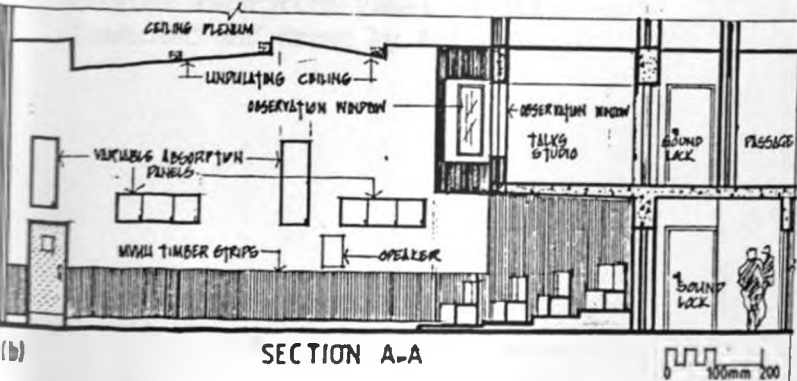 CEILING PLENUM
UNDULATING CEILING
OBSERVATION WINDOW
OBSERVATION WINDOW
TALKS
STUDIO
SOUND
LOCK
PASSAGE
VARIABLE ABSORPTION
PANELS
MVULI TIMBER STRIPS
SPEAKER
SOUND
LOCK
(b)
SECTION A-A
0 100mm 200